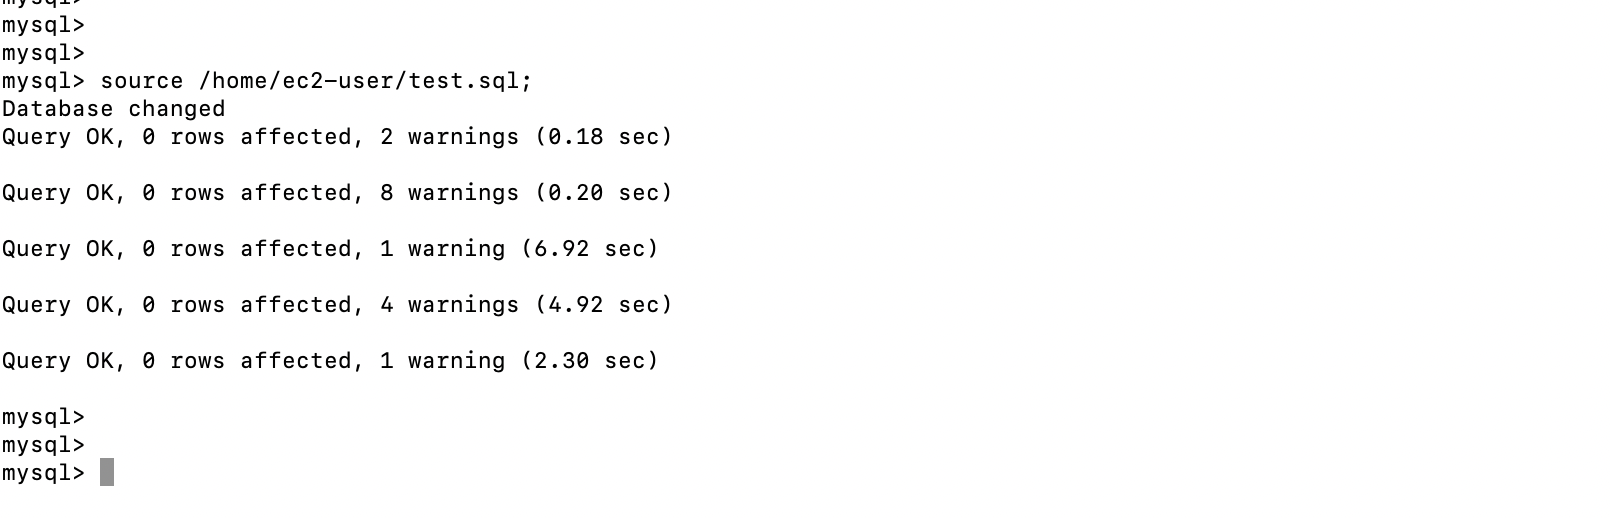 mysql>
mysql>
mysql>
mysql> source /home/ec2-user/test.sql;
Database changed
Query OK, 0 rows affected, 2 warnings (0.18 sec)
Query OK, 0 rows affected, 8 warnings (0.20 sec)
Query OK, 0 rows affected, 1 warning (6.92 sec)
Query OK, 0 rows affected, 4 warnings (4.92 sec)
Query OK, 0 rows affected, 1 warning (2.30 sec)
mysql>
mysql>
mysql>